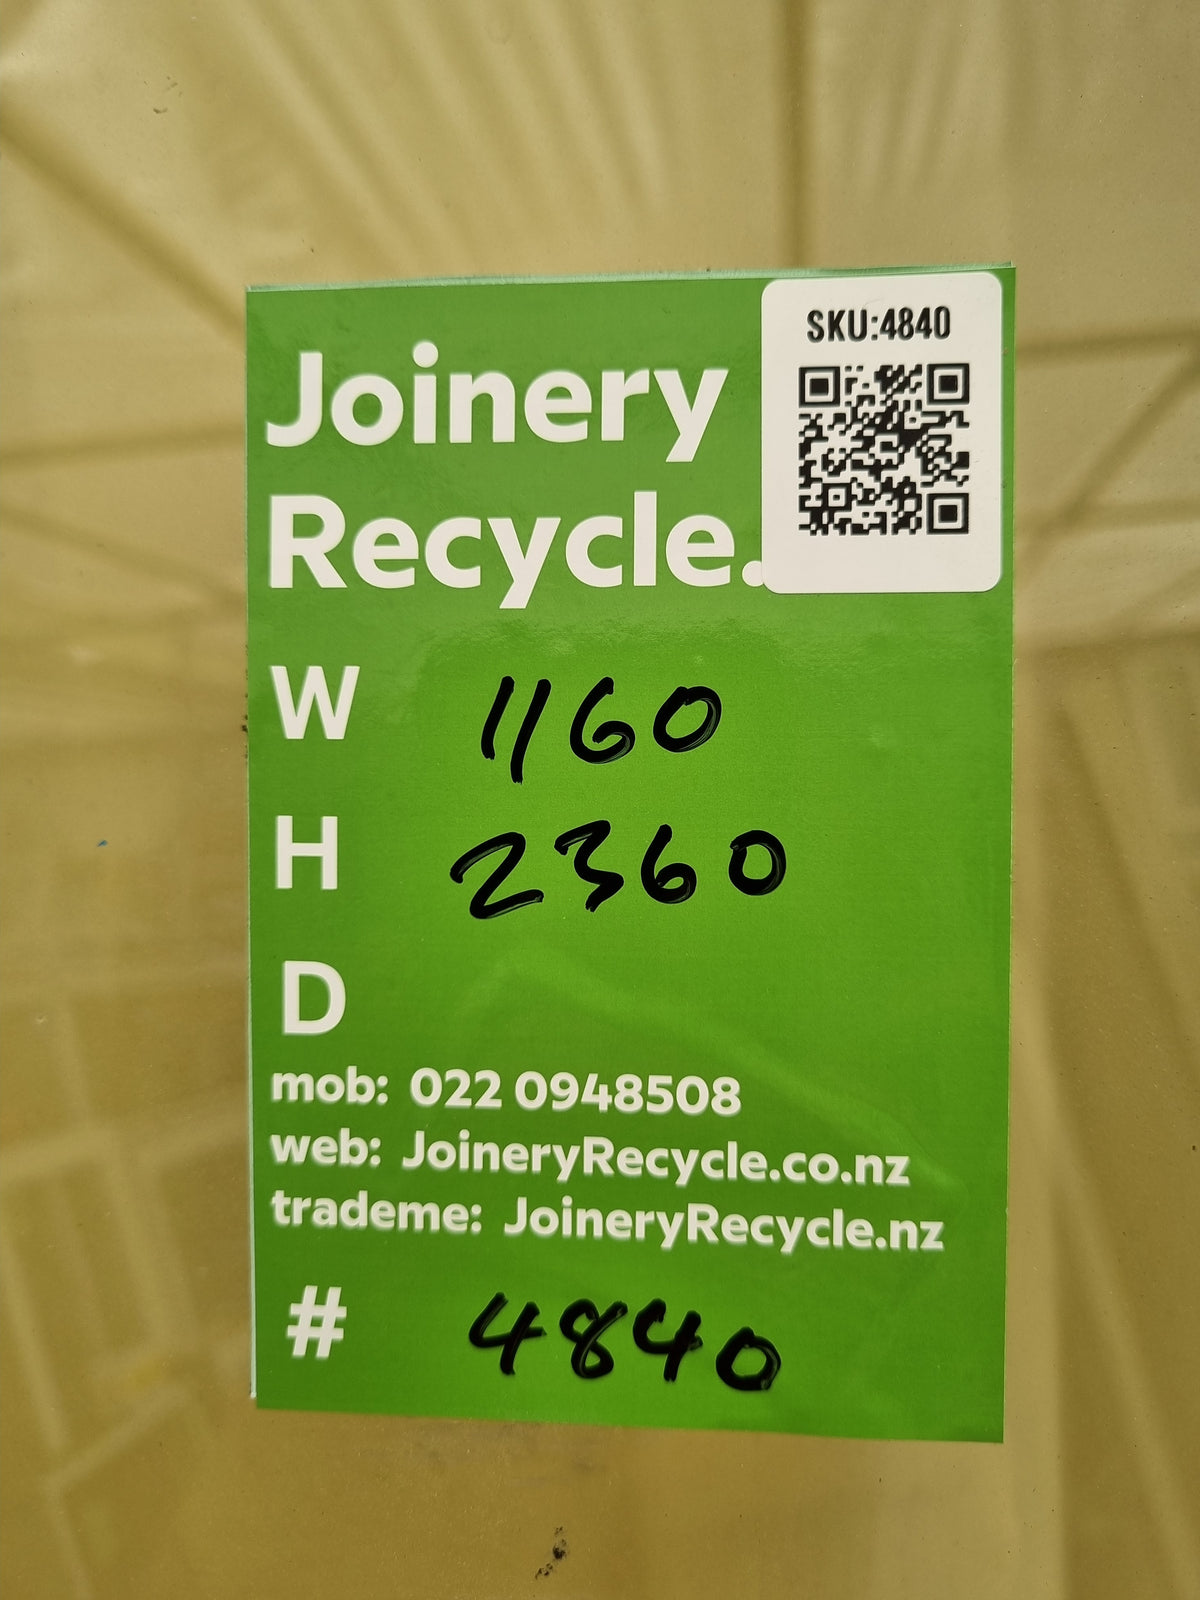 SKU:4840
Joinery
Recycle.
W 1160
H 2360
D
mob: 022 0948508
web: JoineryRecycle.co.nz
trademe: JoineryRecycle.nz
# 4840